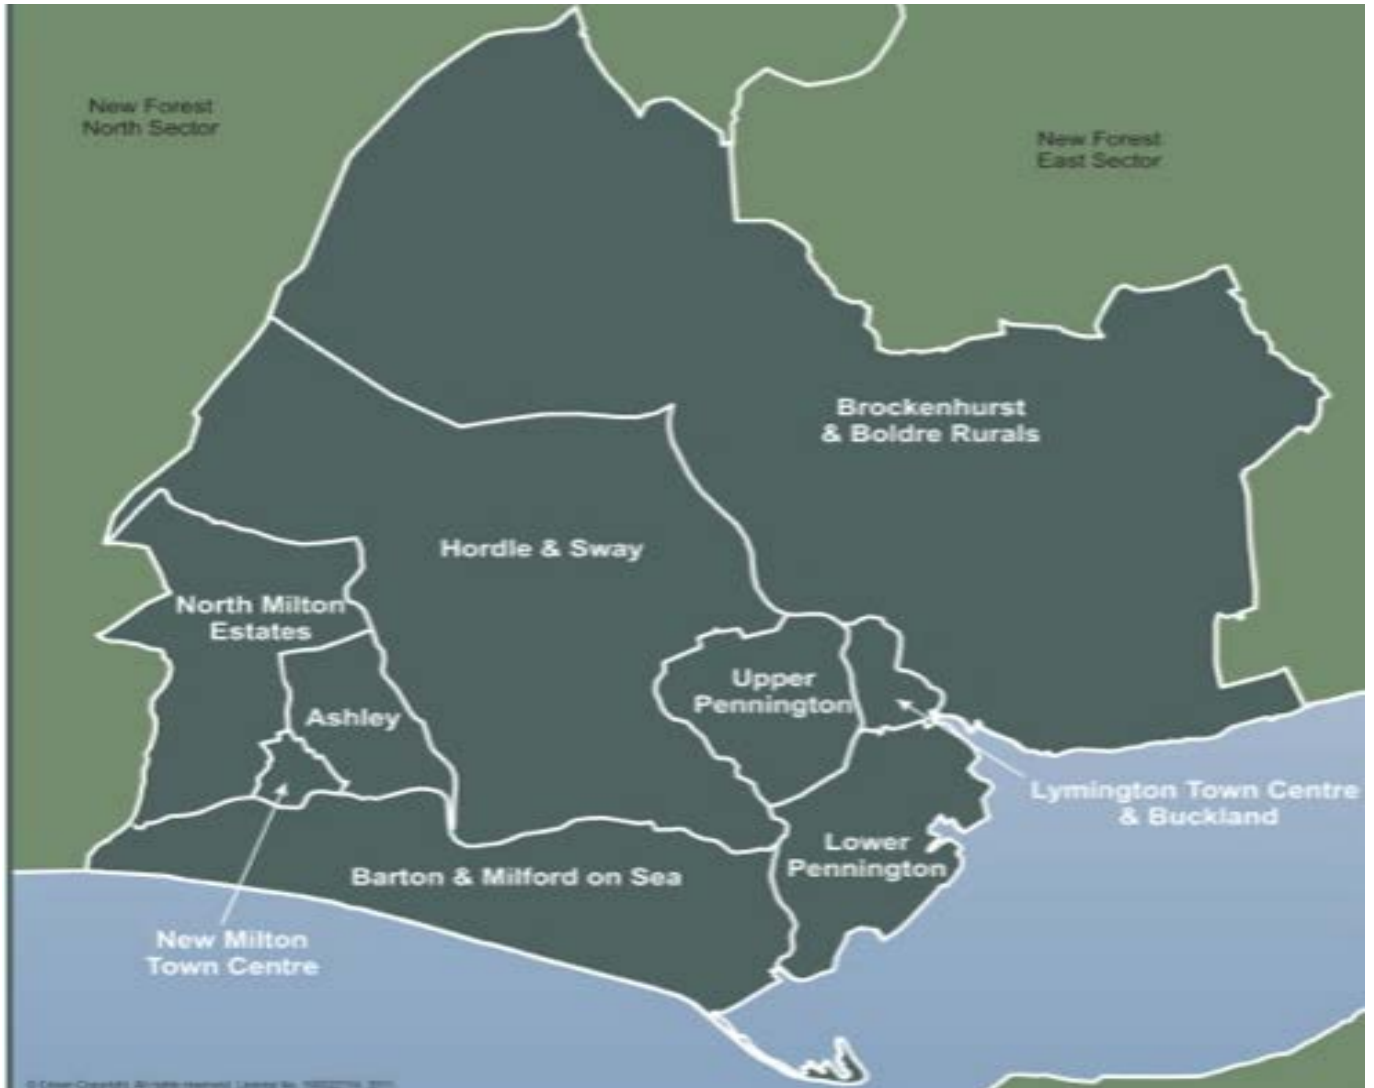 New Forest
North Sector
New Forest
East Sector
Brockenhurst
& Boldre Rurals
Hordle & Sway
North Milton
Estates
Upper
Pennington
Ashley
Lymington Town Centre
& Buckland
Lower
Pennington
Barton & Milford on Sea
New Milton
Town Centre